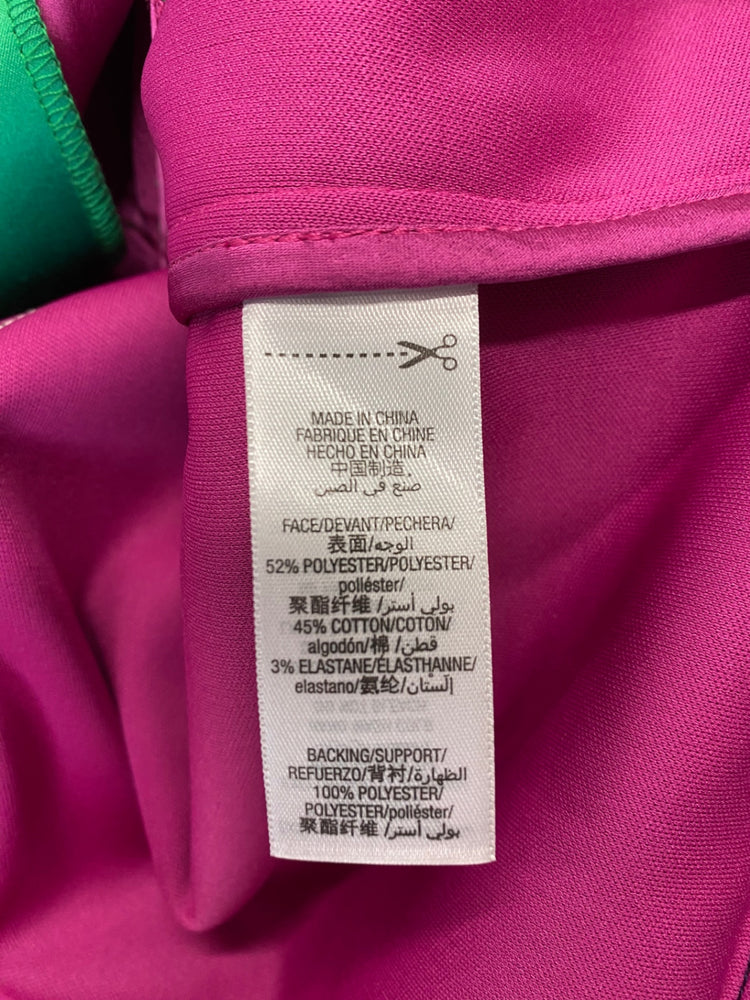 MADE IN CHINA
FABRIQUE EN CHINE
HECHO EN CHINA
中国制造
صنع في الصين
FACE/DEVANT/PECHERA/
表面/الوجه
52% POLYESTER/POLYESTER/
poliéster/
聚酯纤维/بولي أستر
45% COTTON/COTON/
algodón/棉/قطن
3% ELASTANE/ÉLASTHANNE/
elastano/氨纶/إلستان
BACKING/SUPPORT/
REFUERZO/背衬/الظهارة
100% POLYESTER/
POLYESTER/poliéster/
聚酯纤维/بولي أستر